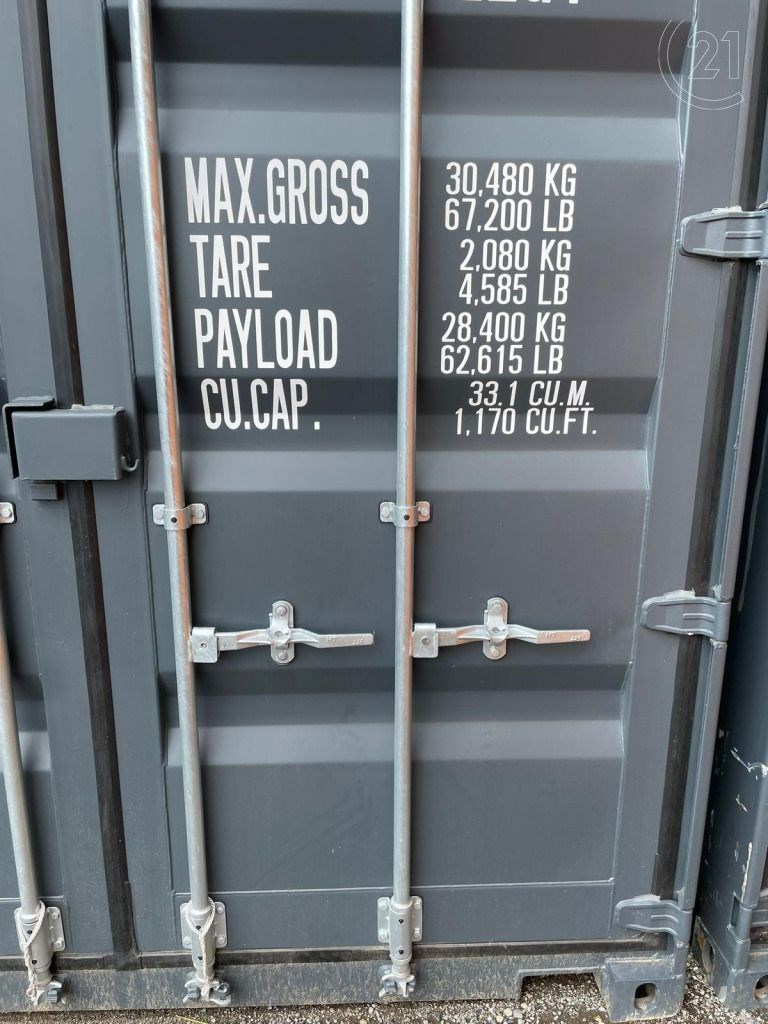 21
MAX.GROSS 30,480 KG
67,200 LB
TARE 2,080 KG
4,585 LB
PAYLOAD 28,400 KG
62,615 LB
CU.CAP. 33.1 CU.M.
1,170 CU.FT.